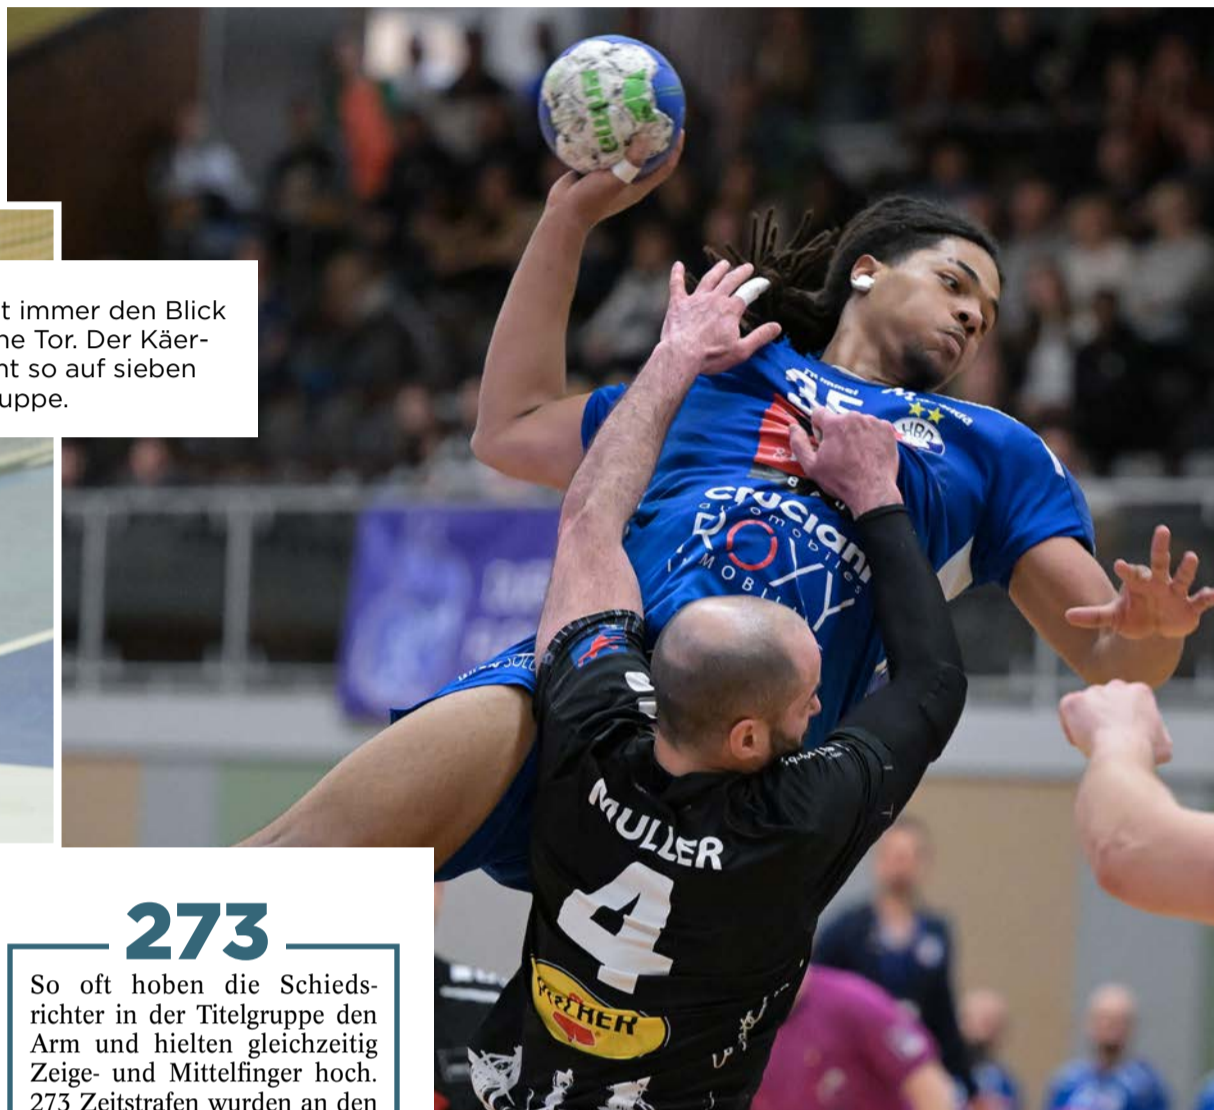 t immer den Blick
ne Tor. Der Käer-
nt so auf sieben
uppe.
35
HBD
cruciani
automobiles
ROXY
MULLER
4
273
So oft hoben die Schieds-
richter in der Titelgruppe den
Arm und hielten gleichzeitig
Zeige- und Mittelfinger hoch.
273 Zeitstrafen wurden an den